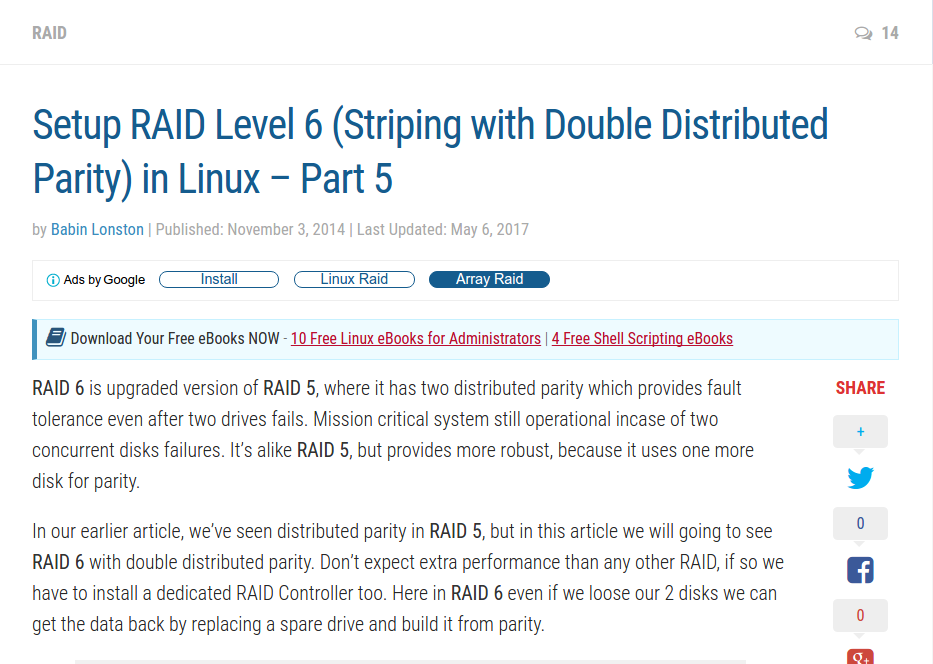 RAID
14
Setup RAID Level 6 (Striping with Double Distributed
Parity) in Linux – Part 5
by Babin Lonston | Published: November 3, 2014 | Last Updated: May 6, 2017
Ads by Google Install Linux Raid Array Raid
Download Your Free eBooks NOW - 10 Free Linux eBooks for Administrators | 4 Free Shell Scripting eBooks
RAID 6 is upgraded version of RAID 5, where it has two distributed parity which provides fault
tolerance even after two drives fails. Mission critical system still operational incase of two
concurrent disks failures. It's alike RAID 5, but provides more robust, because it uses one more
disk for parity.
In our earlier article, we've seen distributed parity in RAID 5, but in this article we will going to see
RAID 6 with double distributed parity. Don't expect extra performance than any other RAID, if so we
have to install a dedicated RAID Controller too. Here in RAID 6 even if we loose our 2 disks we can
get the data back by replacing a spare drive and build it from parity.
SHARE
+
0
0